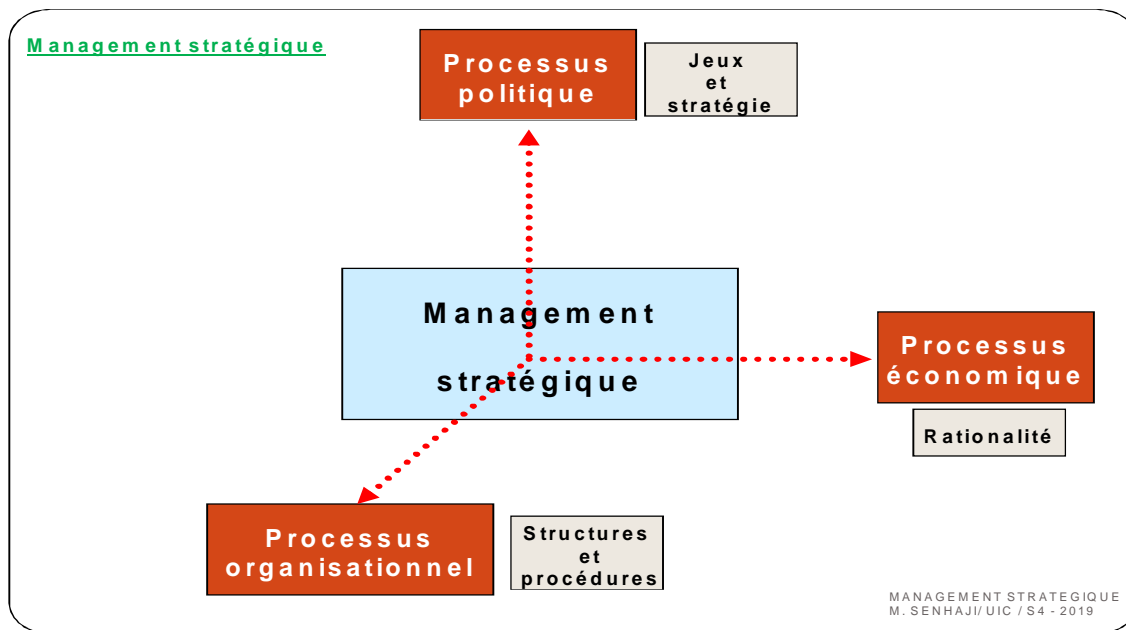 Management stratégique
Processus
politique
Jeux
et
stratégie
Management
stratégique
Processus
économique
Rationalité
Processus
organisationnel
Structures
et
procédures
MANAGEMENT STRATEGIQUE
M. SENHAJI/ UIC / S4 - 2019